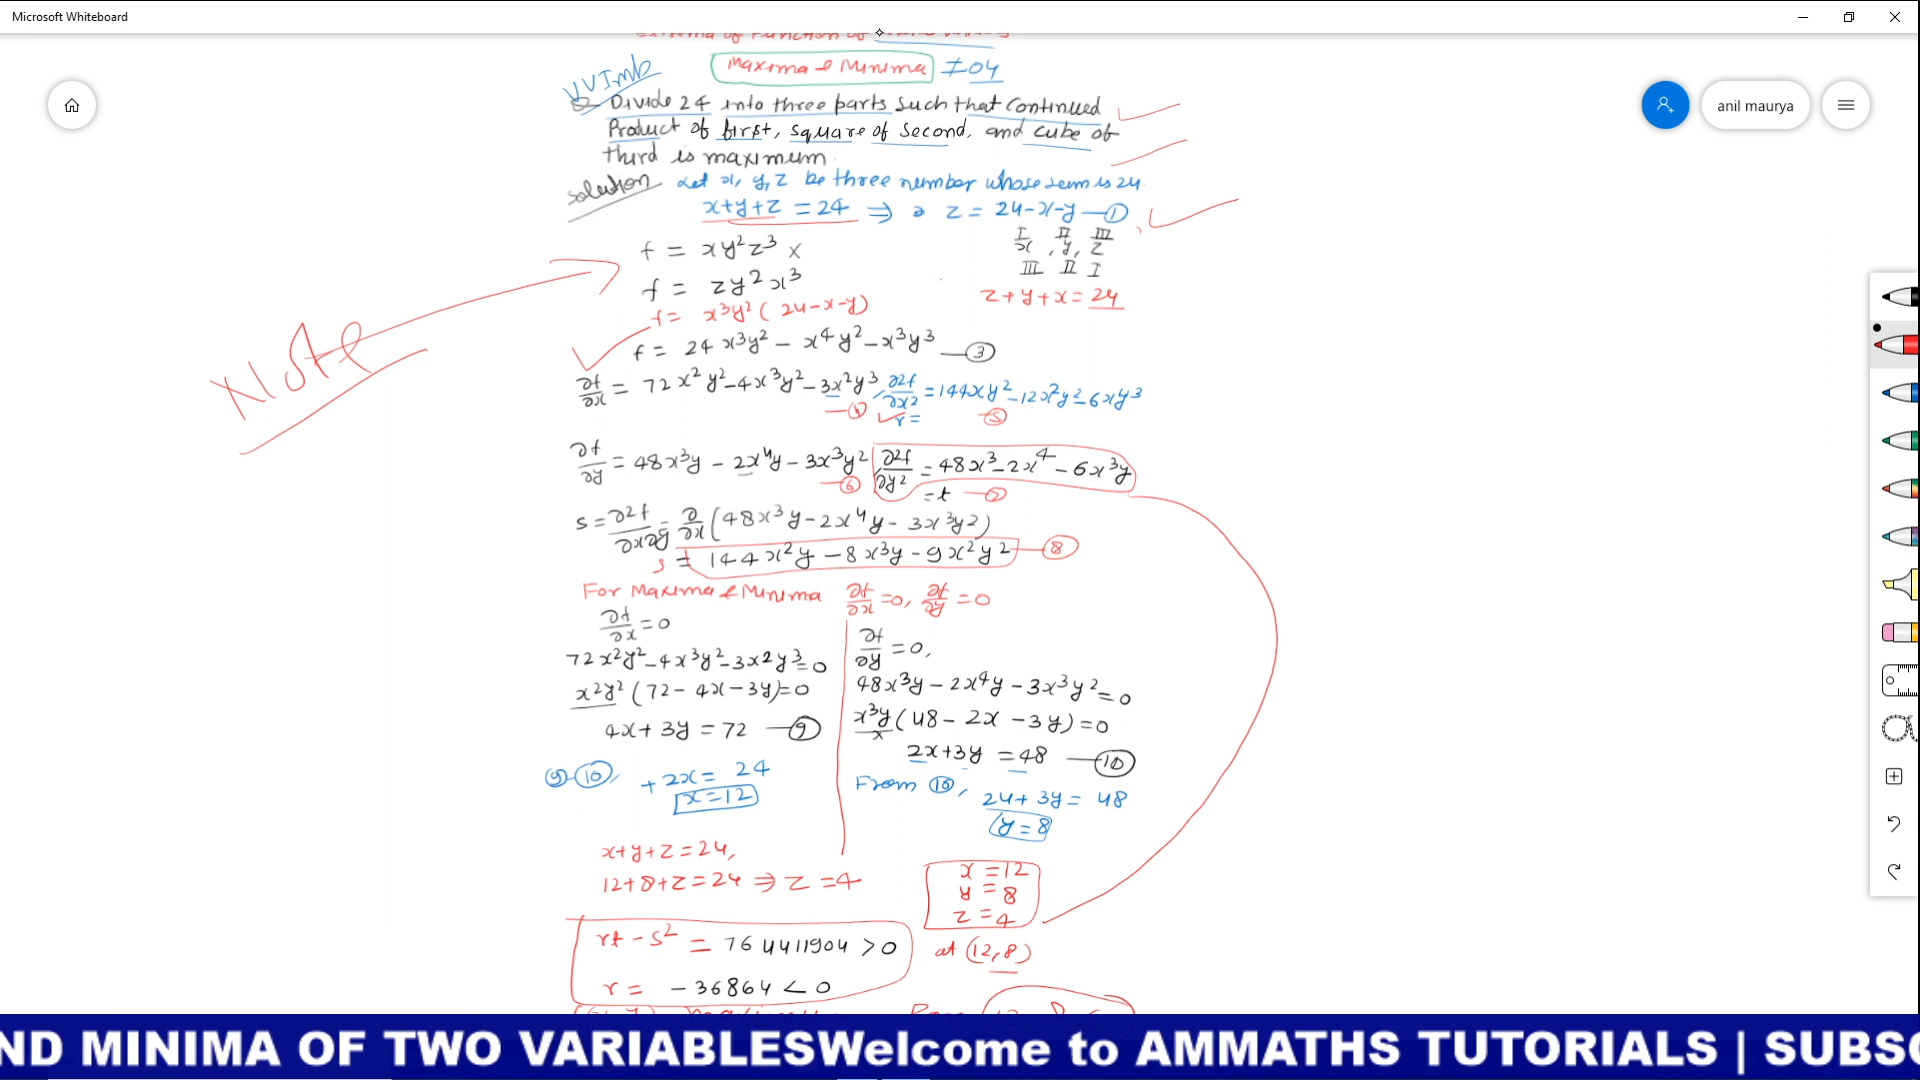 Microsoft Whiteboard
Extrema of Function of
Maxima & Minima I-04
VVImb
anil maurya
Q- Divide 24 into three parts such that continued
Product of first, square of second, and cube of
third is maximum.
Solution Let x, y, z be three number whose sum is 24.
x+y+z = 24 ⇒ z = 24-x-y —①
I II III
f = xy²z³ x
x, y, z
III II I
f = zy²x³
z+y+x = 24
f = x³y²(24-x-y)
Note
f = 24x³y² - x⁴y² - x³y³ —③
∂f/∂x = 72x²y² - 4x³y² - 3x²y³ —④, ∂²f/∂x² = 144xy² - 12x²y² - 6xy³
r = —⑤
∂f/∂y = 48x³y - 2x⁴y - 3x³y² —⑥ ∂²f/∂y² = 48x³ - 2x⁴ - 6x³y
= t —⑦
s = ∂²f/∂x∂y = ∂/∂x (48x³y - 2x⁴y - 3x³y²)
s = 144x²y - 8x³y - 9x²y² —⑧
For Maxima & Minima ∂f/∂x = 0, ∂f/∂y = 0
∂f/∂x = 0
72x²y² - 4x³y² - 3x2y³ = 0
x²y²(72 - 4x - 3y) = 0
4x + 3y = 72 —⑨
∂f/∂y = 0,
48x³y - 2x⁴y - 3x³y² = 0
x³y(48 - 2x - 3y) = 0
x
2x+3y = 48 —⑩
⑨-⑩, + 2x = 24
x = 12
From ⑩, 24 + 3y = 48
y = 8
x+y+z = 24,
12+8+z = 24 ⇒ z = 4
x = 12
y = 8
z = 4
at (12,8)
rt - s² = 764411904 > 0
r = -36864 < 0
ND MINIMA OF TWO VARIABLESWelcome to AMMATHS TUTORIALS | SUBSC